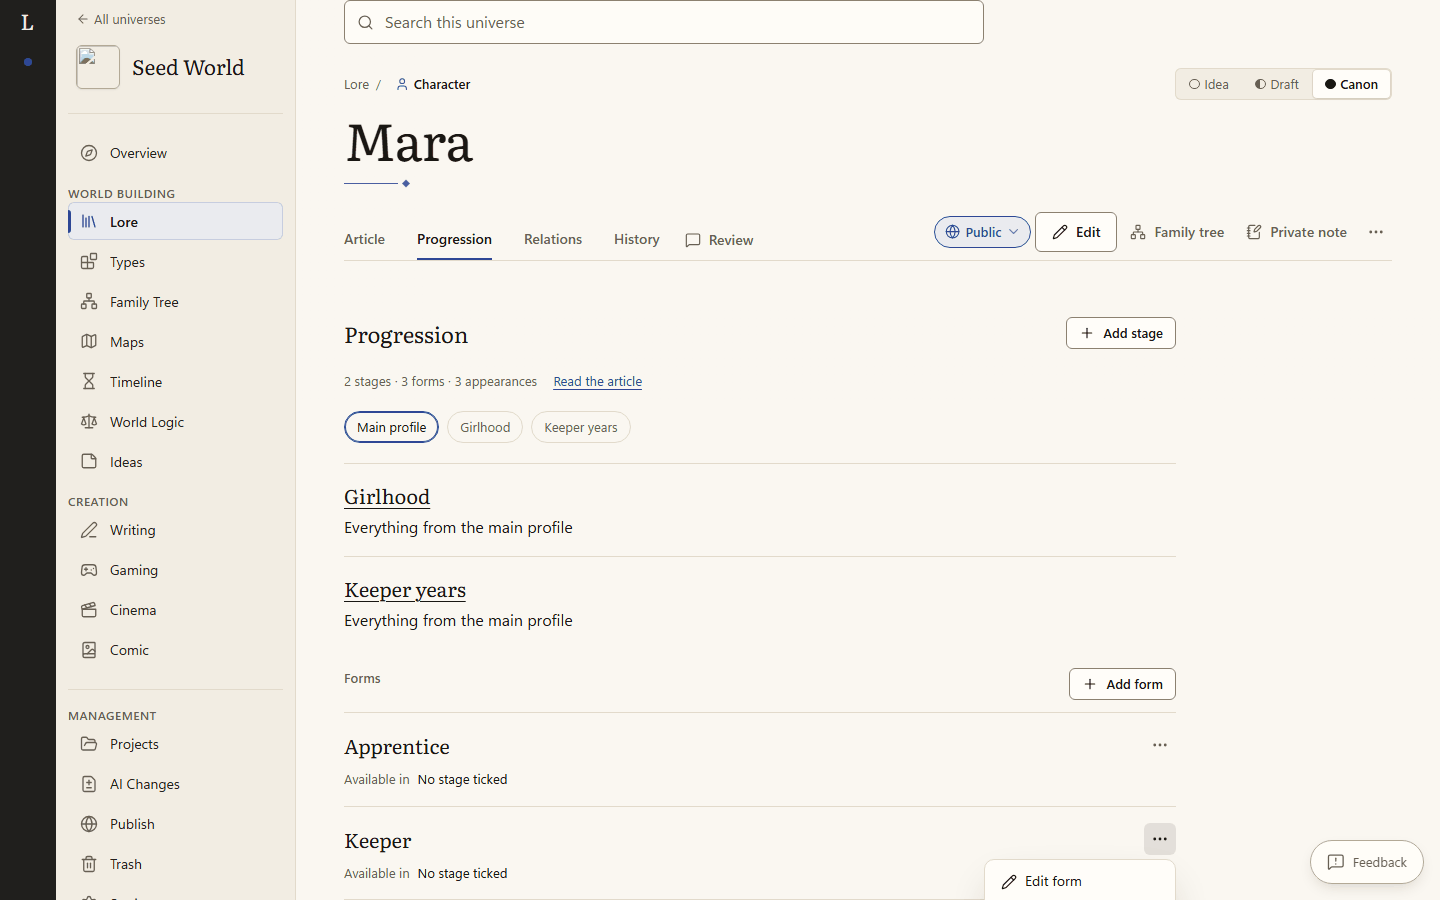 L
All universes
Seed World
Overview
WORLD BUILDING
Lore
Types
Family Tree
Maps
Timeline
World Logic
Ideas
CREATION
Writing
Gaming
Cinema
Comic
MANAGEMENT
Projects
AI Changes
Publish
Trash
Search this universe
Lore / Character
Idea Draft Canon
Mara
Article Progression Relations History Review
Public Edit Family tree Private note
Progression
Add stage
2 stages · 3 forms · 3 appearances Read the article
Main profile Girlhood Keeper years
Girlhood
Everything from the main profile
Keeper years
Everything from the main profile
Forms
Add form
Apprentice
Available in No stage ticked
Keeper
Available in No stage ticked
Edit form
Feedback